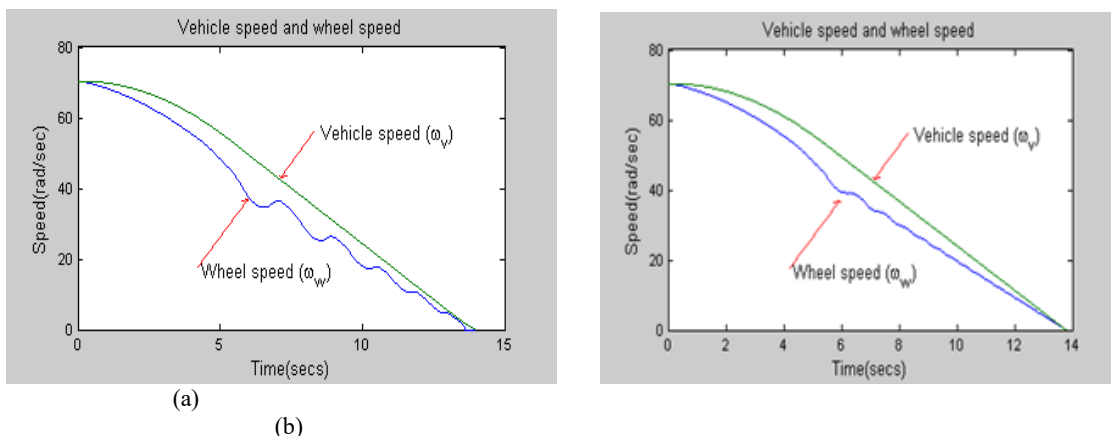 Vehicle speed and wheel speed
80
60
40
20
0
Speed(rad/sec)
Vehicle speed (ωv)
Wheel speed (ωw)
0 5 10 15
Time(secs)
(a)
Vehicle speed and wheel speed
80
60
40
20
0
Speed(rad/sec)
Vehicle speed (ωv)
Wheel speed (ωw)
0 2 4 6 8 10 12 14
Time(secs)
(b)